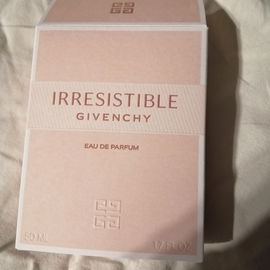 IRRESISTIBLE
GIVENCHY
EAU DE PARFUM
50 ML 1.7 FL. OZ.